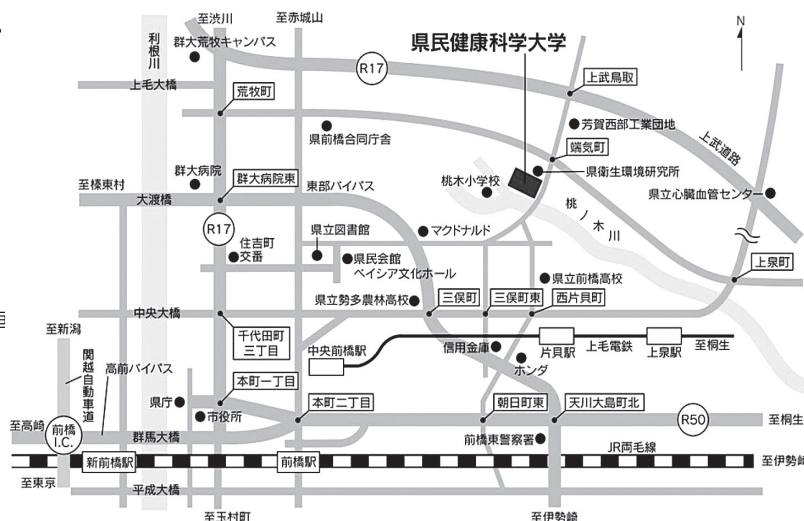 至渋川
至赤城山
N
群大荒牧キャンパス
県民健康科学大学
利根川
R17
上毛大橋
上武鳥取
荒牧町
芳賀西部工業団地
県前橋合同庁舎
端気町
上武道路
群大病院
県衛生環境研究所
至榛東村
群大病院東
東部バイパス
桃木小学校
県立心臓血管センター
大渡橋
桃ノ木川
R17
県立図書館
マクドナルド
住吉町
交番
県民会館
ベイシア文化ホール
上泉町
県立前橋高校
県立勢多農林高校
三俣町
三俣町東
西片貝町
中央大橋
至新潟
千代田町
三丁目
中央前橋駅
信用金庫
片貝駅
上毛電鉄
上泉駅
至桐生
関越自動車道
高前バイパス
ホンダ
本町一丁目
県庁
市役所
本町二丁目
朝日町東
天川大島町北
R50
至桐生
至高崎
前橋
I.C.
群馬大橋
前橋東警察署
JR両毛線
新前橋駅
前橋駅
至伊勢崎
至東京
平成大橋
至玉村町
至伊勢崎